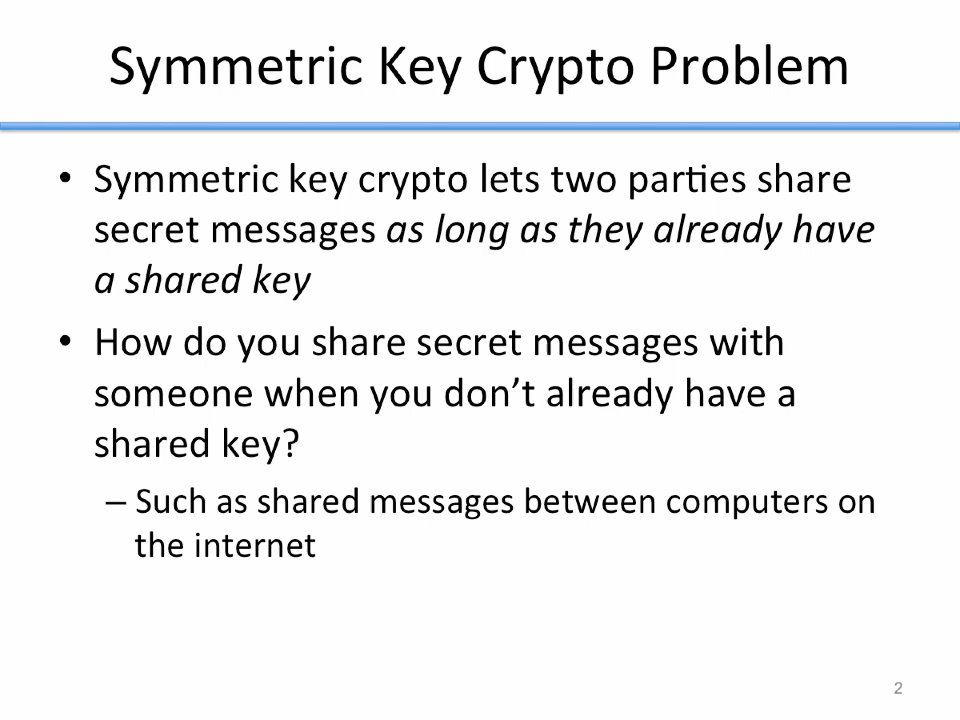 Symmetric Key Crypto Problem
• Symmetric key crypto lets two parties share
secret messages as long as they already have
a shared key
• How do you share secret messages with
someone when you don’t already have a
shared key?
– Such as shared messages between computers on
the internet
2